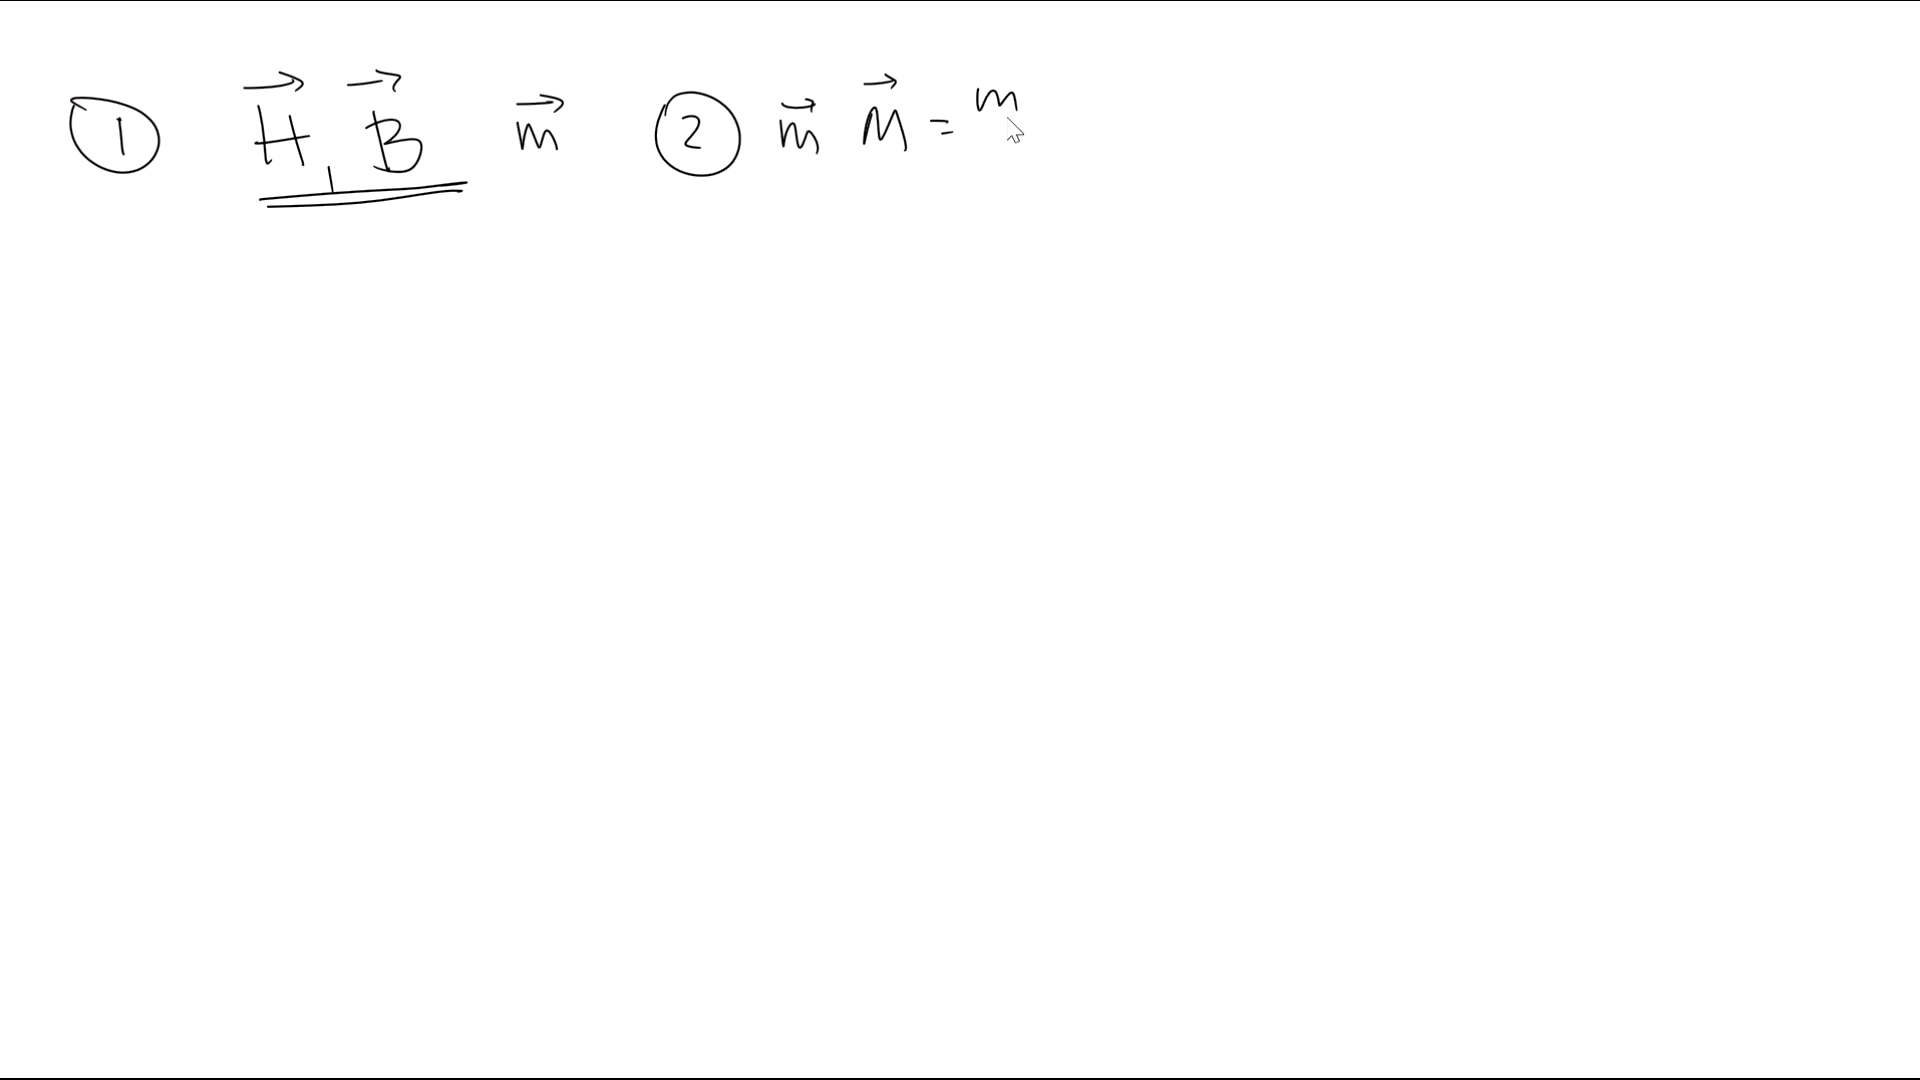 ① H⃗, B⃗ m⃗ ② m⃗ M⃗ = m